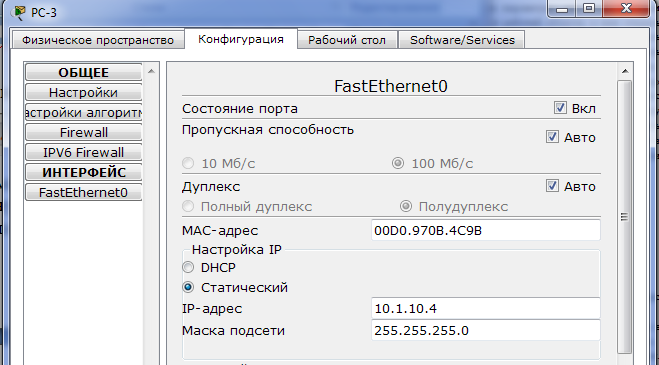 PC-3
Физическое пространство
Конфигурация
Рабочий стол
Software/Services
ОБЩЕЕ
Настройки
астройки алгоритм
Firewall
IPV6 Firewall
ИНТЕРФЕЙС
FastEthernet0
FastEthernet0
Состояние порта Вкл
Пропускная способность Авто
10 Мб/с 100 Мб/с
Дуплекс Авто
Полный дуплекс Полудуплекс
MAC-адрес 00D0.970B.4C9B
Настройка IP
DHCP
Статический
IP-адрес 10.1.10.4
Маска подсети 255.255.255.0